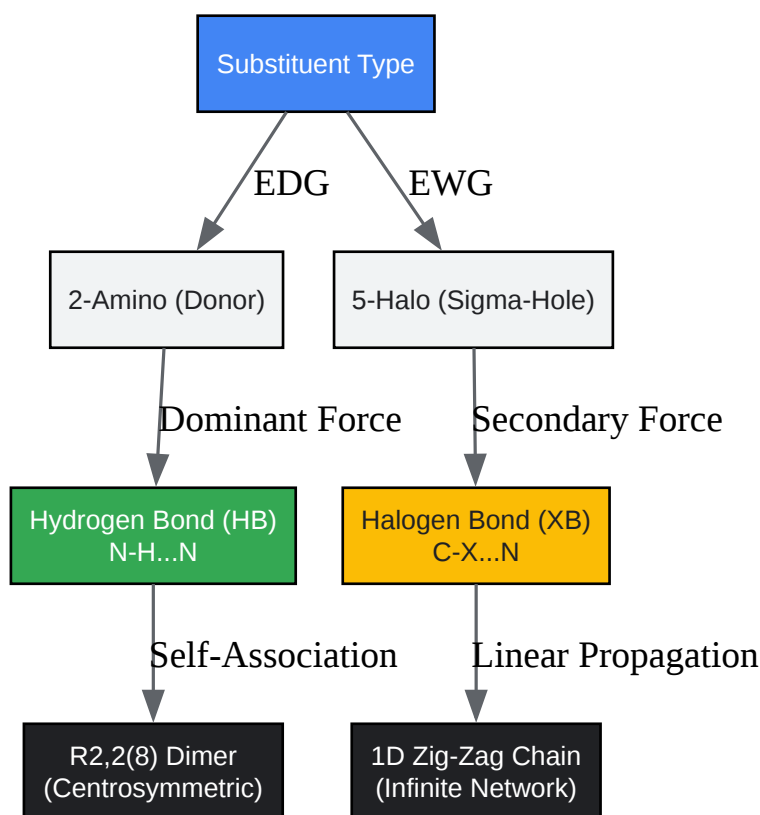 Substituent Type
EDG
EWG
2-Amino (Donor)
5-Halo (Sigma-Hole)
Dominant Force
Secondary Force
Hydrogen Bond (HB)
N-H...N
Halogen Bond (XB)
C-X...N
Self-Association
Linear Propagation
R2,2(8) Dimer
(Centrosymmetric)
1D Zig-Zag Chain
(Infinite Network)